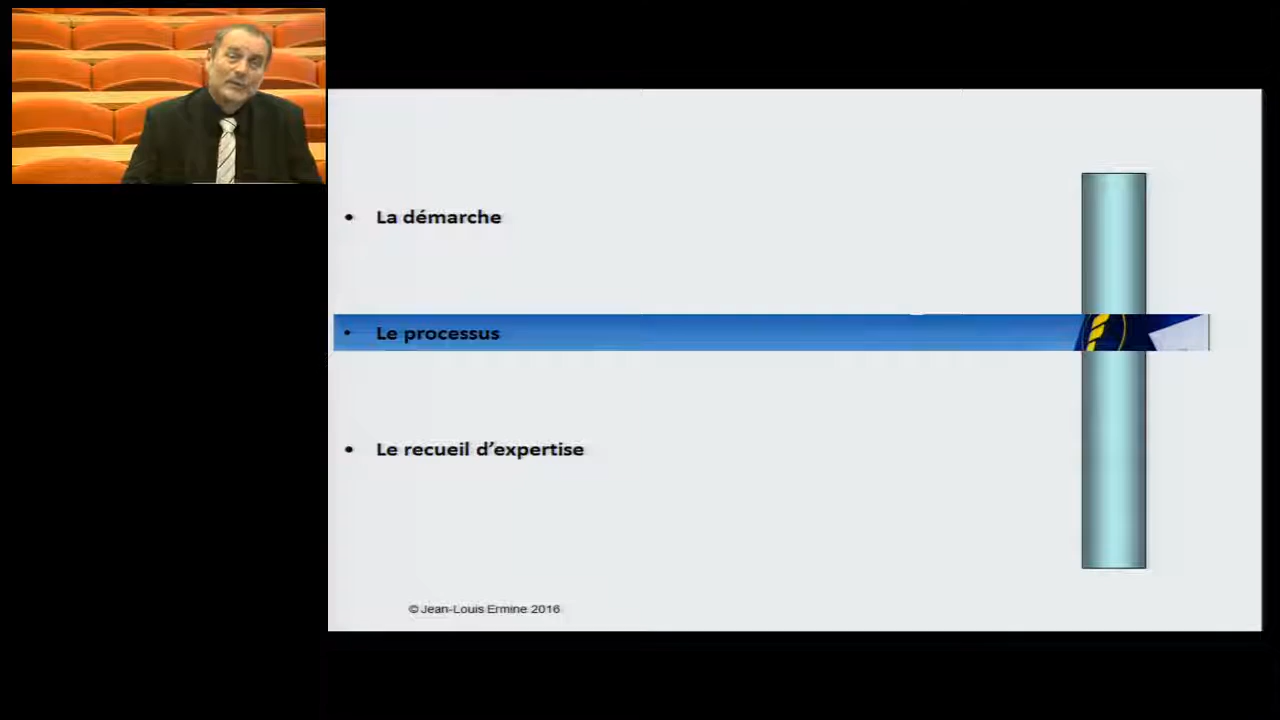 • La démarche
• Le processus
• Le recueil d'expertise
© Jean-Louis Ermine 2016